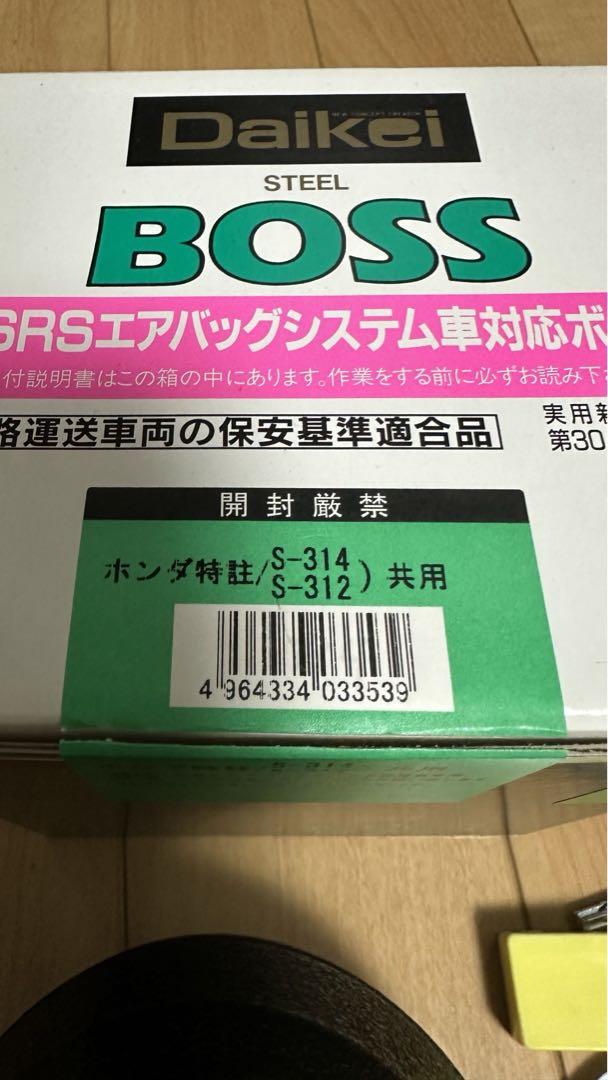 Daikei
STEEL
BOSS
SRSエアバッグシステム車対応ボ
付説明書はこの箱の中にあります。作業をする前に必ずお読み下
路運送車両の保安基準適合品
実用新
第30
開封厳禁
ホンダ特註/S-314
S-312)共用
4 964334 033539